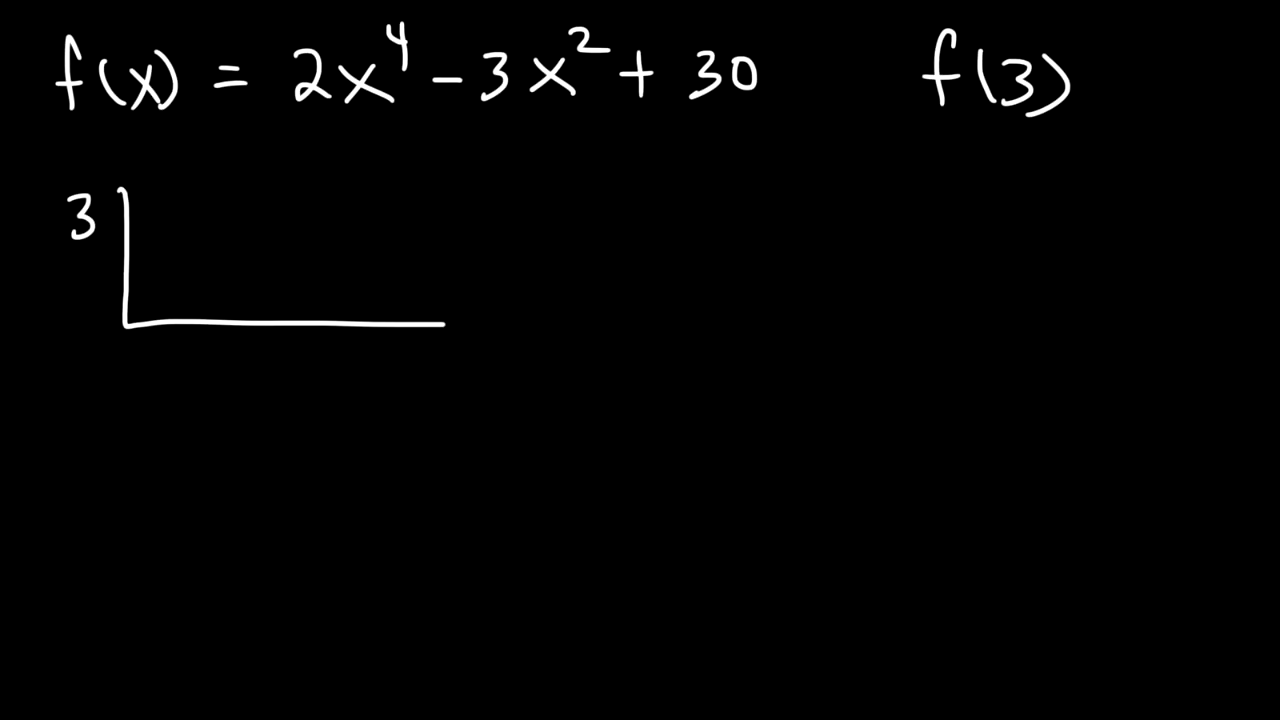 f(x) = 2x⁴ - 3x² + 30 f(3)
3